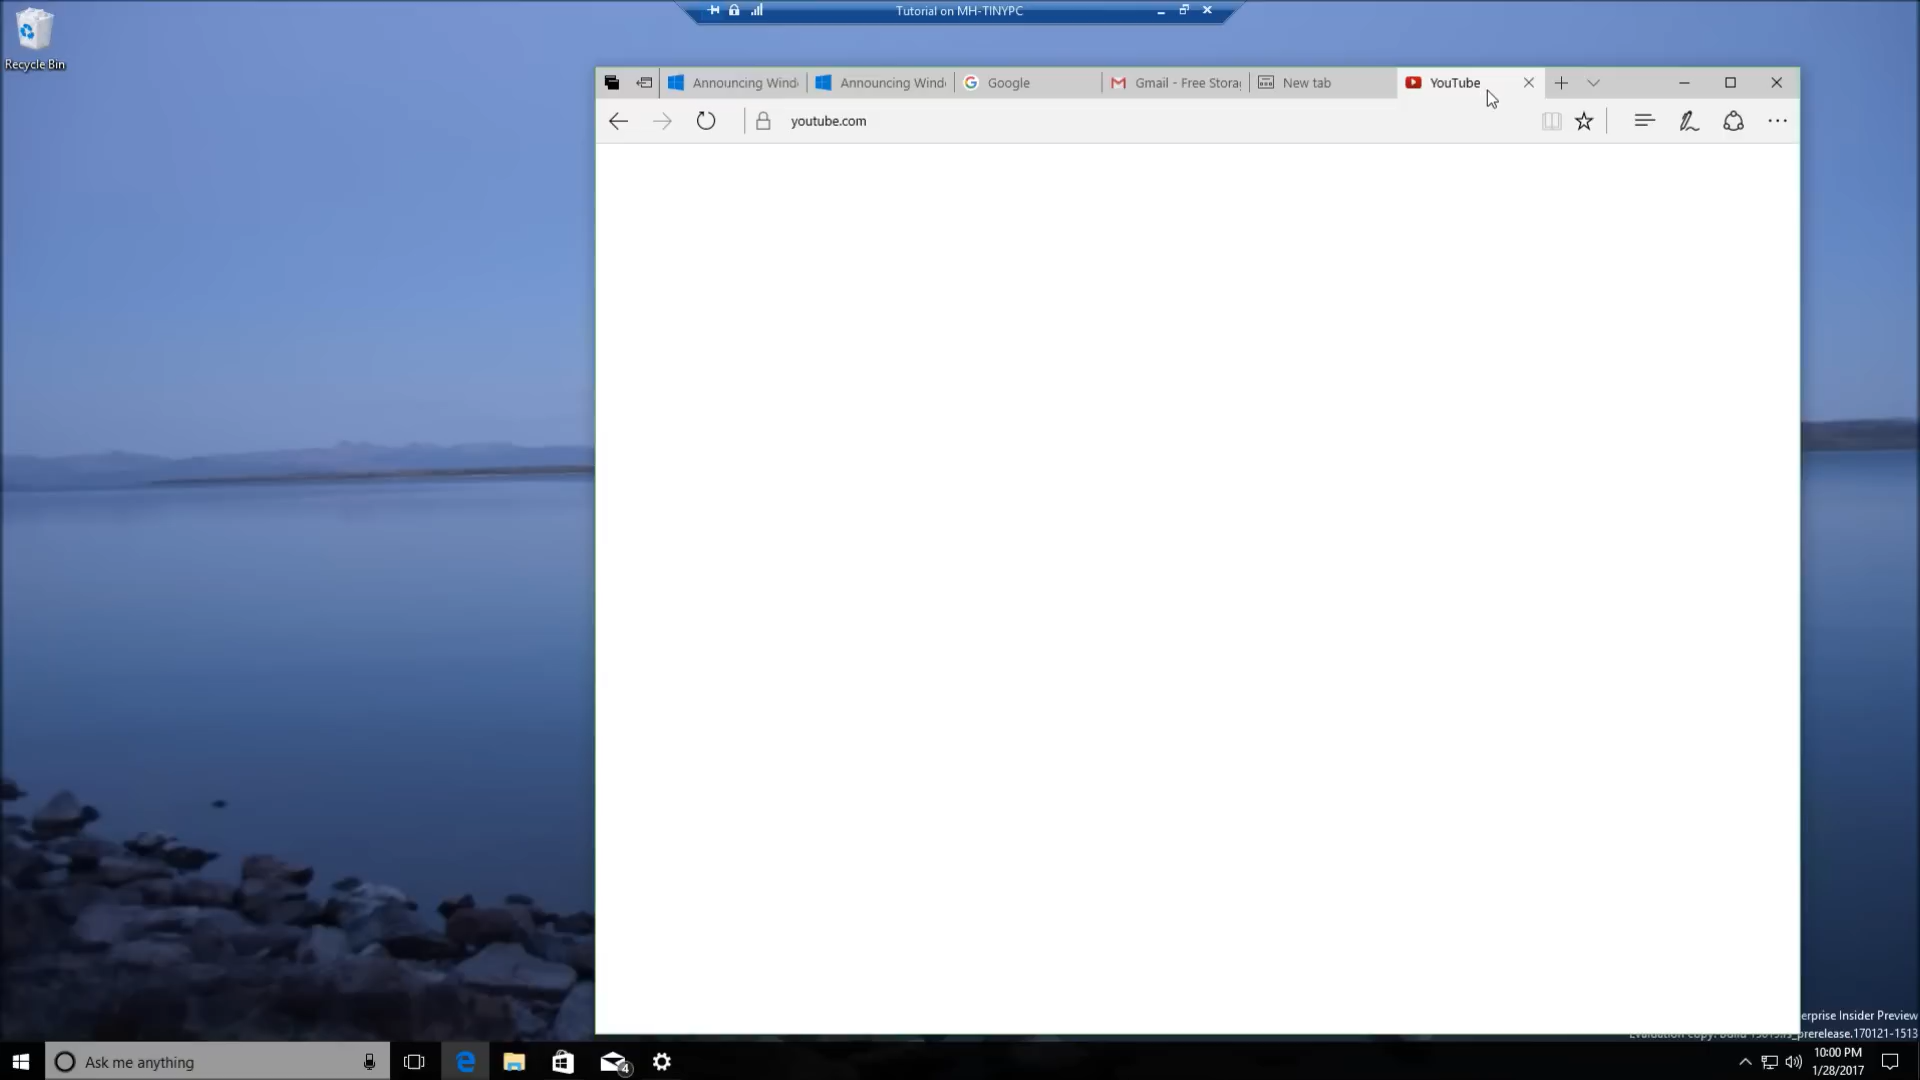 Tutorial on MH-TINYPC
Recycle Bin
Announcing Wind
Announcing Wind
Google
Gmail - Free Stora
New tab
YouTube
youtube.com
erprise Insider Preview
prerelease.170121-1513
Ask me anything
4
10:00 PM
1/28/2017